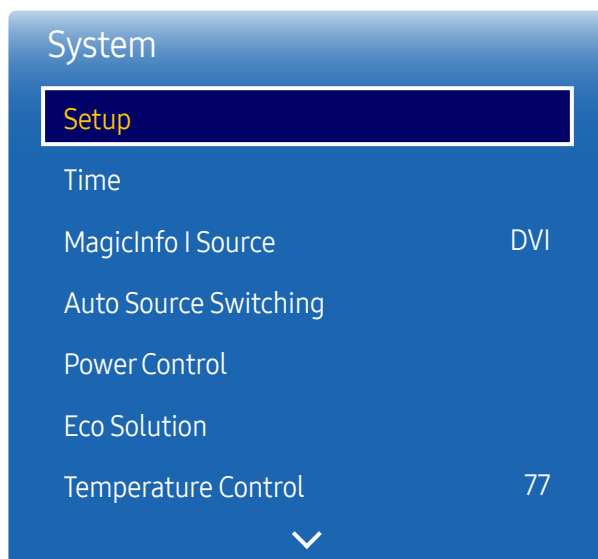 System
Setup
Time
MagicInfo I Source DVI
Auto Source Switching
Power Control
Eco Solution
Temperature Control 77